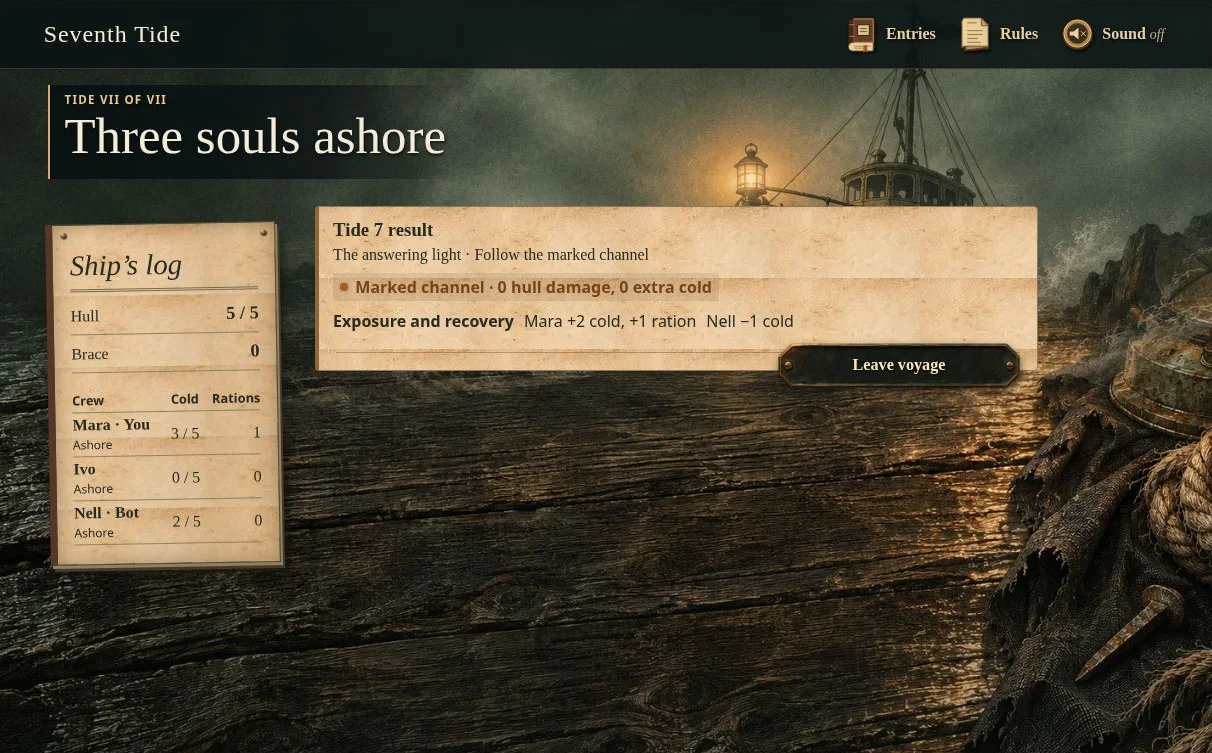 Seventh Tide
Entries
Rules
Sound off
TIDE VII OF VII
Three souls ashore
Ship’s log
Hull 5 / 5
Brace 0
Crew Cold Rations
Mara · You 3 / 5 1
Ashore
Ivo 0 / 5 0
Ashore
Nell · Bot 2 / 5 0
Ashore
Tide 7 result
The answering light · Follow the marked channel
Marked channel · 0 hull damage, 0 extra cold
Exposure and recovery Mara +2 cold, +1 ration Nell −1 cold
Leave voyage